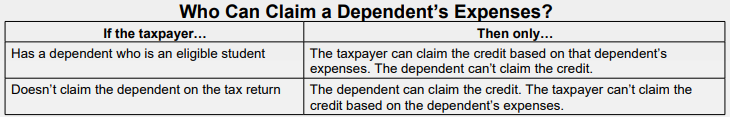 Who Can Claim a Dependent's Expenses?
If the taxpayer… Then only…
Has a dependent who is an eligible student The taxpayer can claim the credit based on that dependent's
expenses. The dependent can't claim the credit.
Doesn't claim the dependent on the tax return The dependent can claim the credit. The taxpayer can't claim the
credit based on the dependent's expenses.